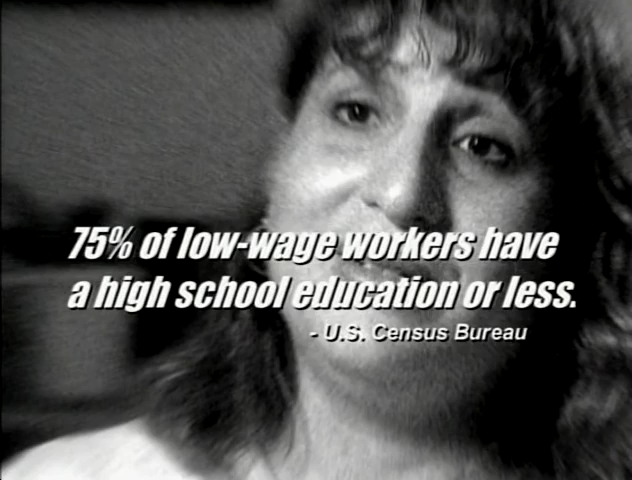 75% of low-wage workers have
a high school education or less.
- U.S. Census Bureau